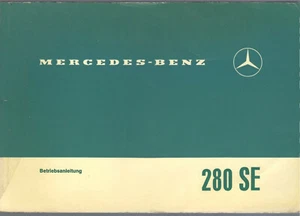 MERCEDES-BENZ
Betriebsanleitung
280 SE